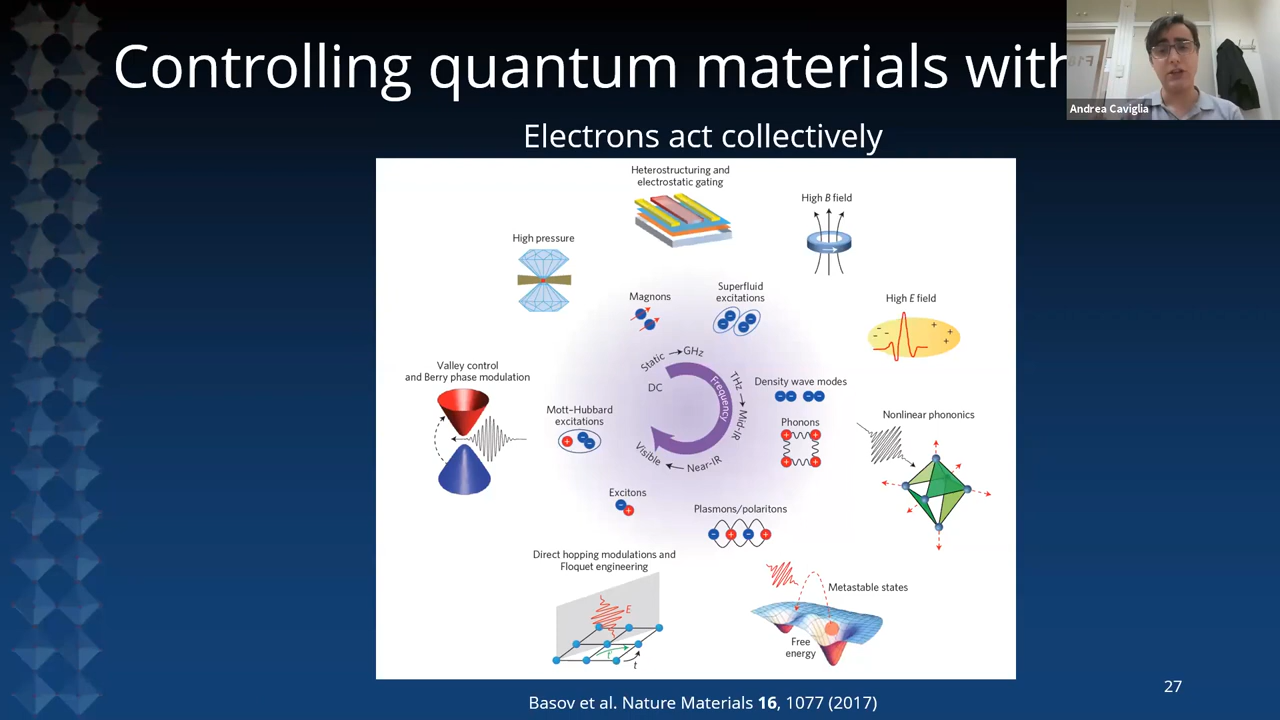 Controlling quantum materials with
Andrea Caviglia
Electrons act collectively
Heterostructuring and
electrostatic gating
High B field
High pressure
Magnons
Superfluid
excitations
High E field
Static → GHz
DC
Frequency
THz → Mid-IR
Near-IR
Visible
Valley control
and Berry phase modulation
Density wave modes
Mott–Hubbard
excitations
Phonons
Nonlinear phononics
Excitons
Plasmons/polaritons
Direct hopping modulations and
Floquet engineering
E
t'
t
Metastable states
Free
energy
27
Basov et al. Nature Materials 16, 1077 (2017)